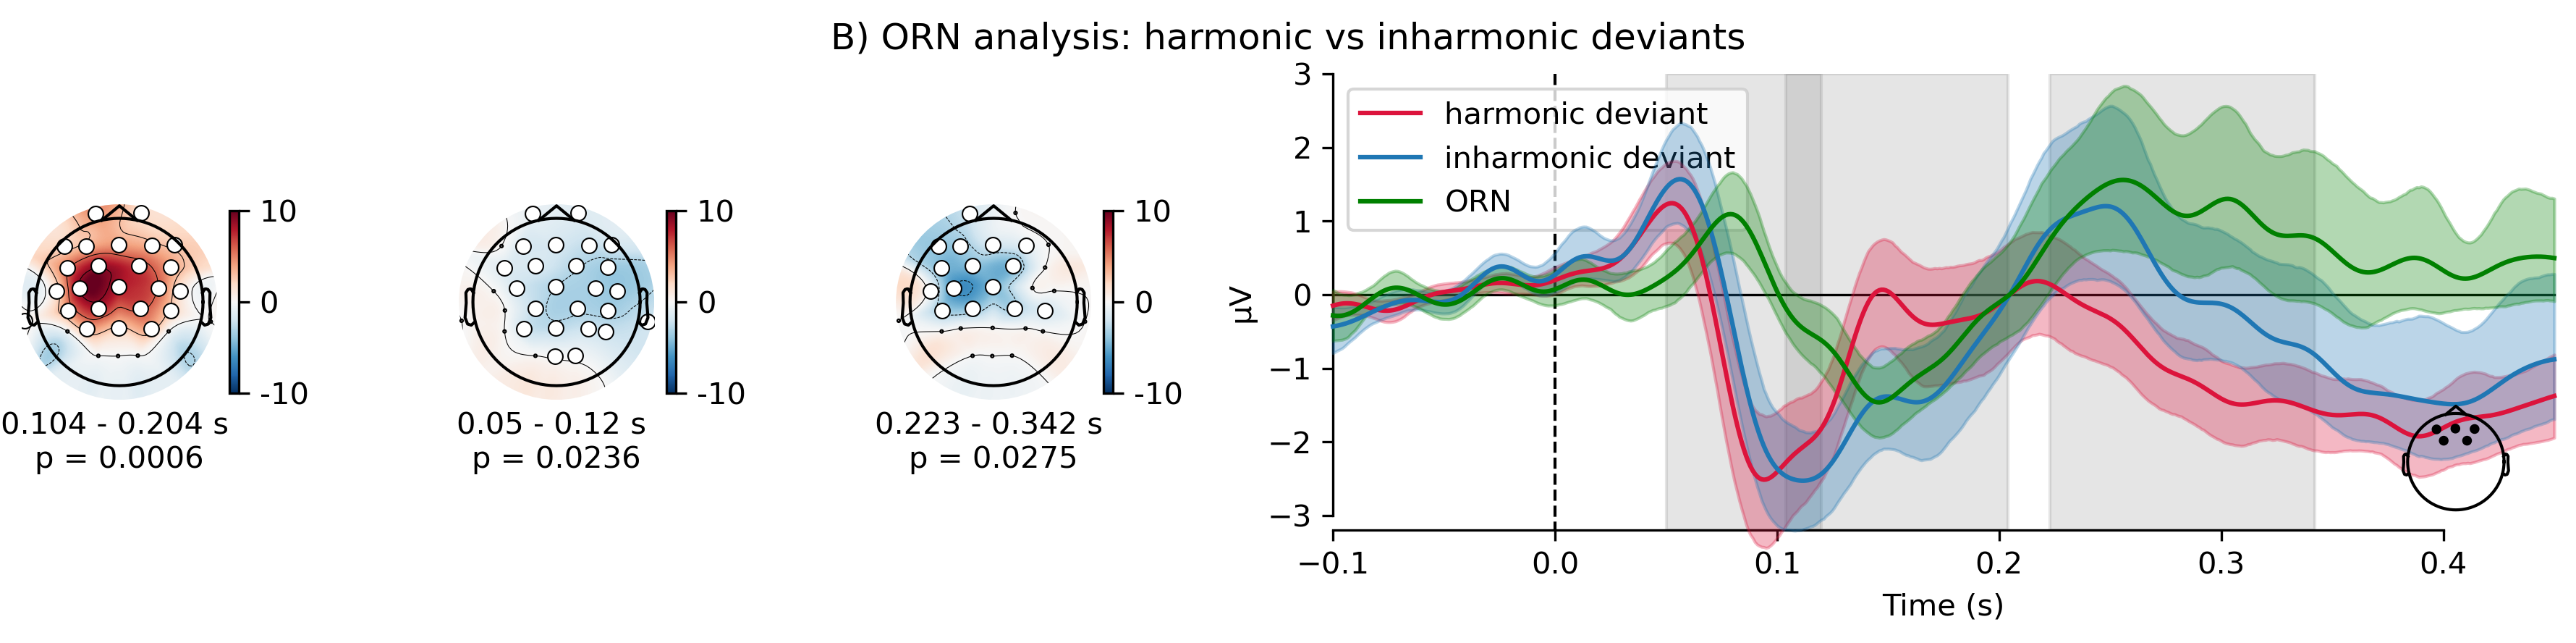 B) ORN analysis: harmonic vs inharmonic deviants
10
0
-10
0.104 - 0.204 s
p = 0.0006
10
0
-10
0.05 - 0.12 s
p = 0.0236
10
0
-10
0.223 - 0.342 s
p = 0.0275
µV
3
2
1
0
−1
−2
−3
harmonic deviant
inharmonic deviant
ORN
−0.1
0.0
0.1
0.2
0.3
0.4
Time (s)